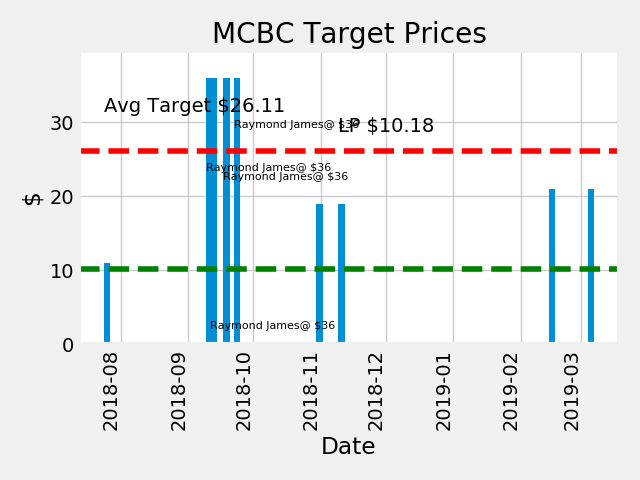 MCBC Target Prices
Avg Target $26.11
Raymond James@ $36
LP $10.18
Raymond James@ $36
Raymond James@ $36
Raymond James@ $36
$
30
20
10
0
2018-08
2018-09
2018-10
2018-11
2018-12
2019-01
2019-02
2019-03
Date